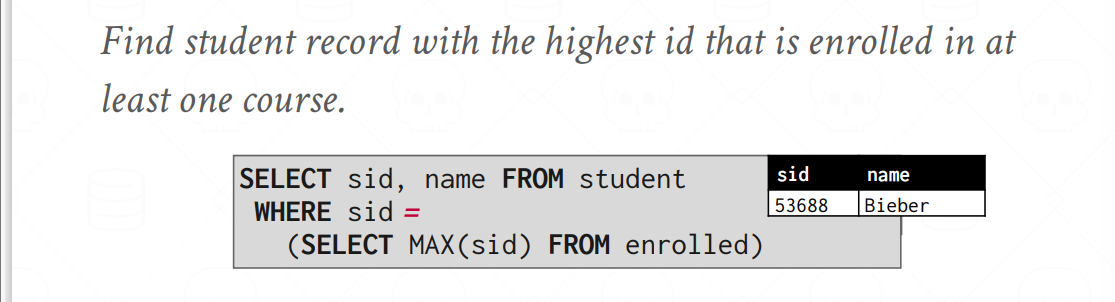 Find student record with the highest id that is enrolled in at
least one course.
SELECT sid, name FROM student
WHERE sid =
(SELECT MAX(sid) FROM enrolled)
sid name
53688 Bieber